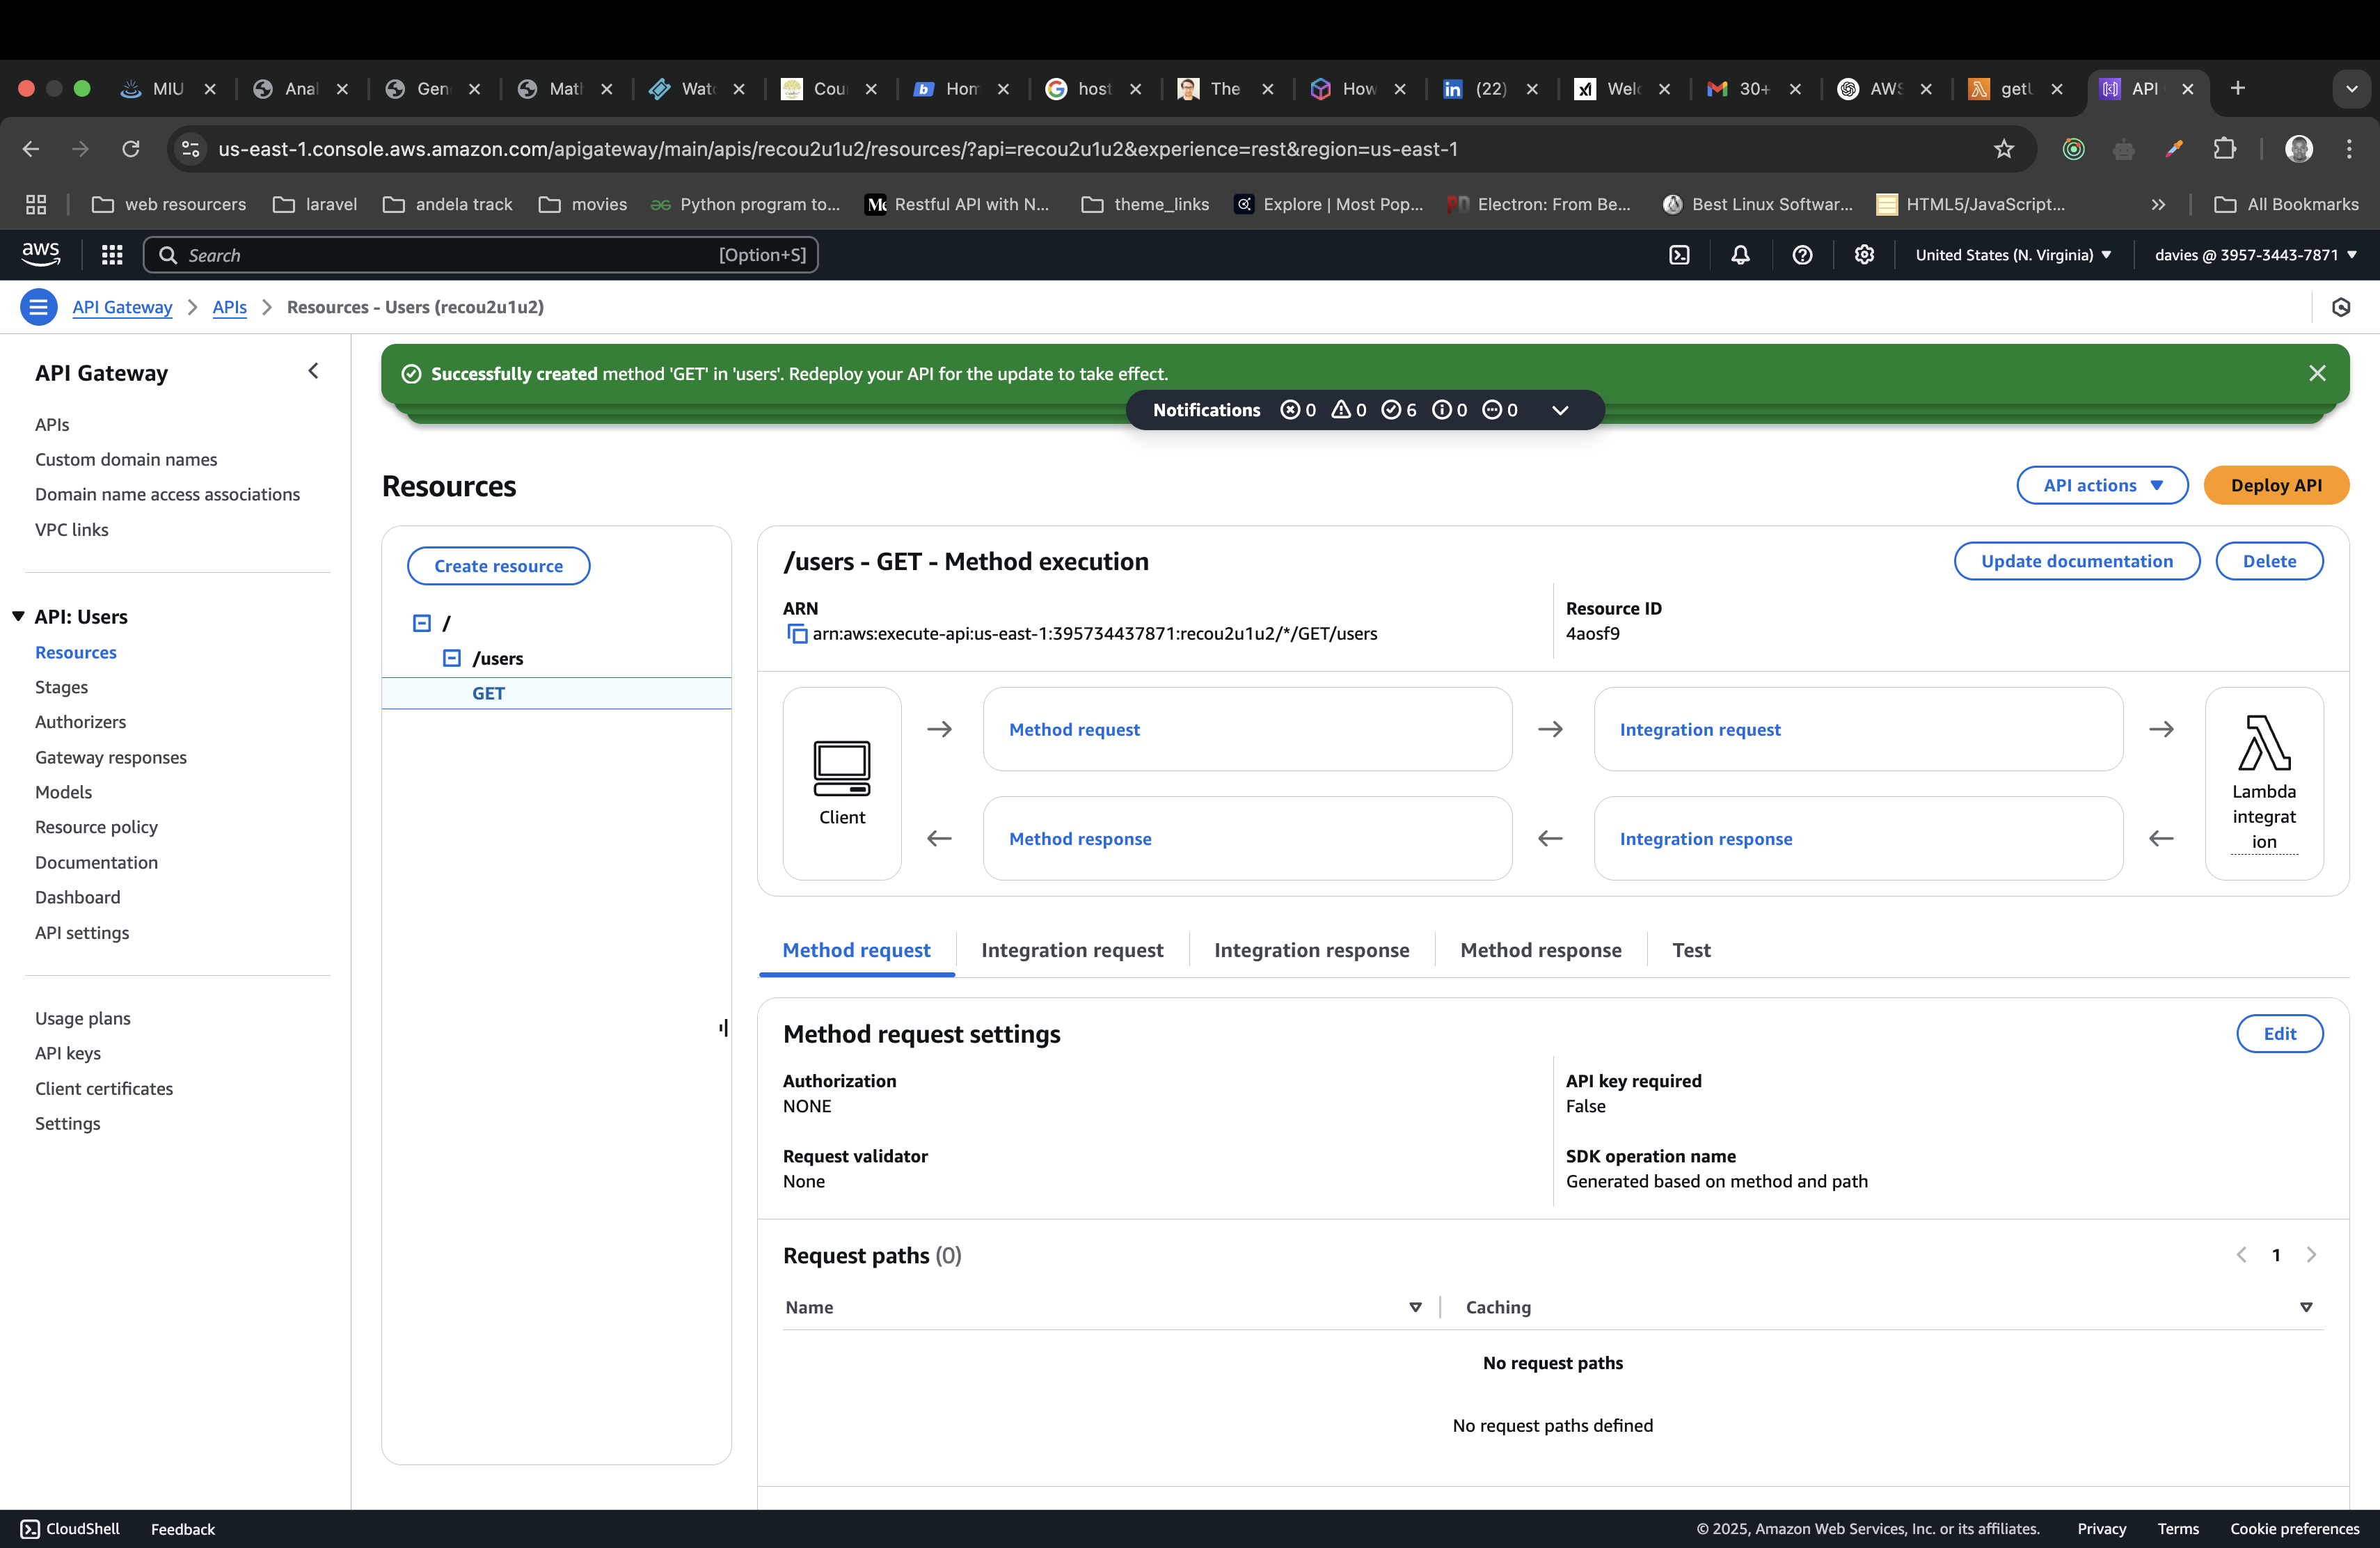 MIU
Anal
Gen
Math
Wat
Cou
Hom
host
The
How
(22)
Welc
30+
AWS
getU
API
us-east-1.console.aws.amazon.com/apigateway/main/apis/recou2u1u2/resources/?api=recou2u1u2&experience=rest&region=us-east-1
web resourcers
laravel
andela track
movies
Python program to...
Restful API with N...
theme_links
Explore | Most Pop...
Electron: From Be...
Best Linux Softwar...
HTML5/JavaScript...
All Bookmarks
aws
Search
[Option+S]
United States (N. Virginia)
davies @ 3957-3443-7871
API Gateway
APIs
Resources - Users (recou2u1u2)
API Gateway
APIs
Custom domain names
Domain name access associations
VPC links
API: Users
Resources
Stages
Authorizers
Gateway responses
Models
Resource policy
Documentation
Dashboard
API settings
Usage plans
API keys
Client certificates
Settings
Successfully created method 'GET' in 'users'. Redeploy your API for the update to take effect.
Notifications 0 0 6 0 0
Resources
API actions
Deploy API
Create resource
/
/users
GET
/users - GET - Method execution
Update documentation
Delete
ARN
arn:aws:execute-api:us-east-1:395734437871:recou2u1u2/*/GET/users
Resource ID
4aosf9
Client
Method request
Integration request
Method response
Integration response
Lambda
integrat
ion
Method request
Integration request
Integration response
Method response
Test
Method request settings
Edit
Authorization
NONE
API key required
False
Request validator
None
SDK operation name
Generated based on method and path
Request paths (0)
1
Name
Caching
No request paths
No request paths defined
CloudShell
Feedback
© 2025, Amazon Web Services, Inc. or its affiliates.
Privacy
Terms
Cookie preferences